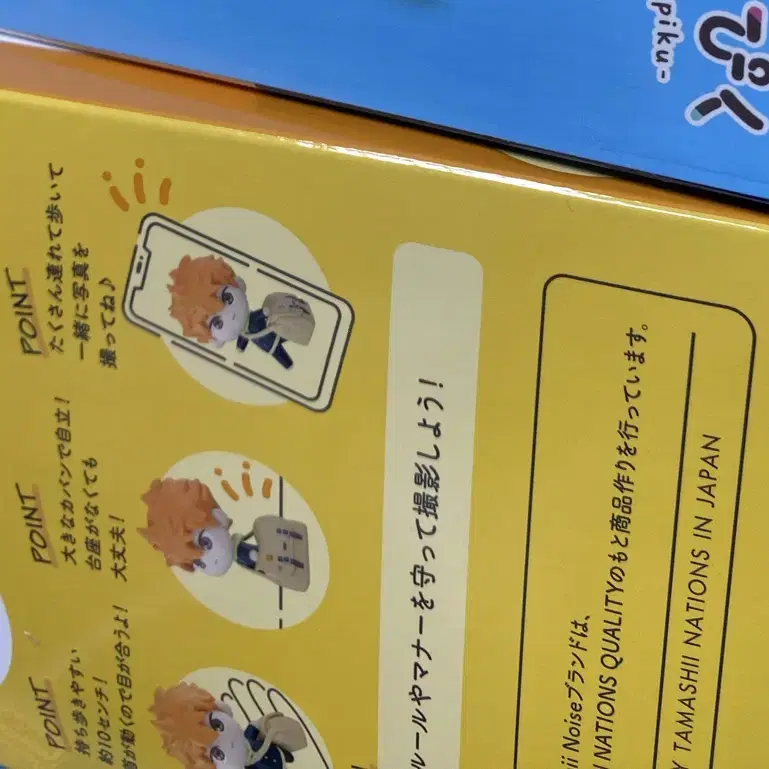 ぴく
piku-
POINT
たくさん連れて歩いて
一緒に写真を
撮ってね♪
POINT
大きなカバンで自立!
台座がなくても
大丈夫!
POINT
持ち歩きやすい
約10センチ!
首が動くので目が合うよ!
ルールやマナーを守って撮影しよう!
ii Noiseブランドは、
NATIONS QUALITYのもと商品作りを行っています。
Y TAMASHII NATIONS IN JAPAN